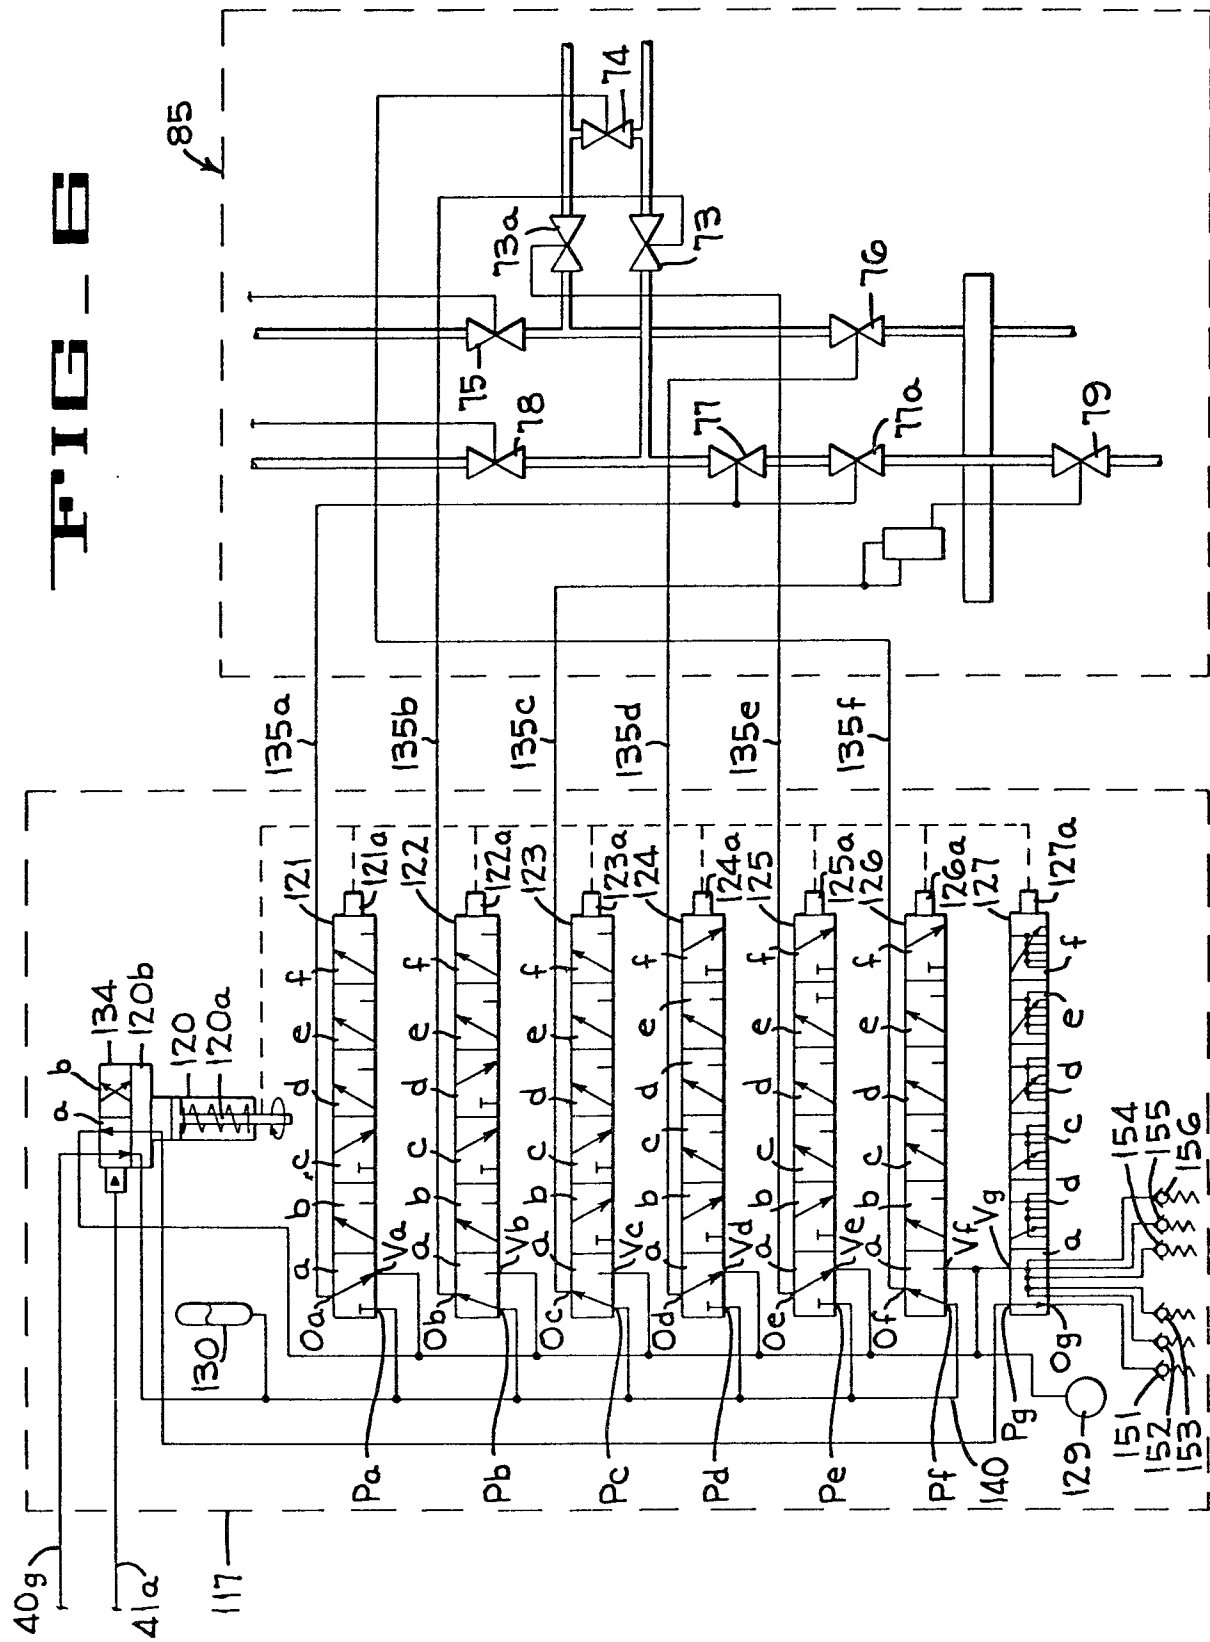 FIG_6
85
74
73a
73
75
78
76
77
77a
79
135a
135b
135c
135d
135e
135f
134
b
a
120b
120
120a
121
121a
a b c d e f
Oa
Va
Pa
122
122a
a b c d e f
Ob
Vb
Pb
123
123a
a b c d e f
Oc
Vc
Pc
124
124a
a b c d e f
Od
Vd
Pd
125
125a
a b c d e f
Oe
Ve
Pe
126
126a
a b c d e f
Of
Vf
Pf
127
127a
a d c d e f
Og
Vg
Pg
130
140
129
151
152
153
154
155
156
40g
41a
117